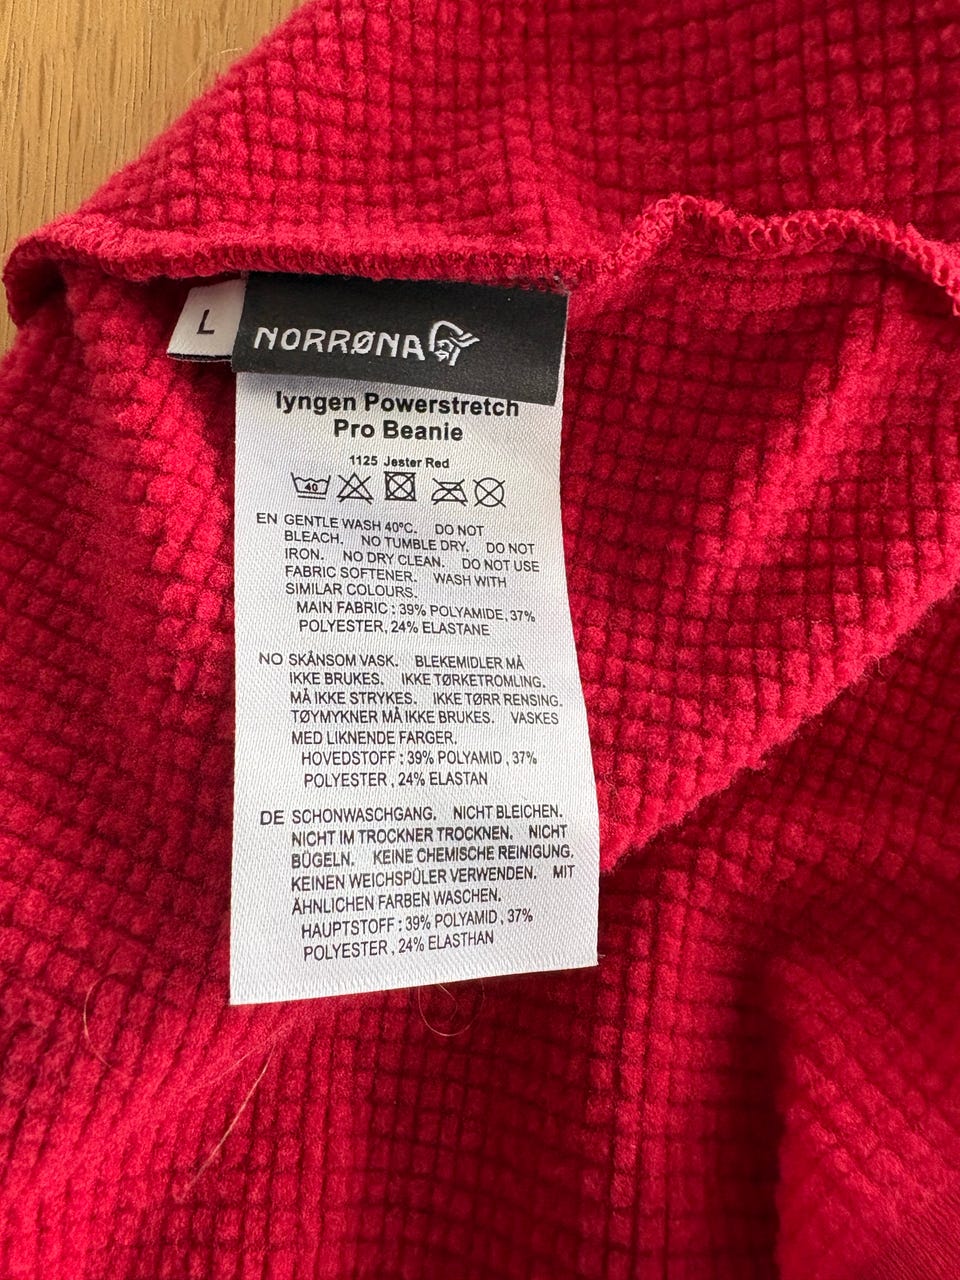 L
NORRØNA
lyngen Powerstretch
Pro Beanie
1125 Jester Red
40
EN GENTLE WASH 40°C. DO NOT
BLEACH. NO TUMBLE DRY. DO NOT
IRON. NO DRY CLEAN. DO NOT USE
FABRIC SOFTENER. WASH WITH
SIMILAR COLOURS.
MAIN FABRIC : 39% POLYAMIDE, 37%
POLYESTER, 24% ELASTANE
NO SKÅNSOM VASK. BLEKEMIDLER MÅ
IKKE BRUKES. IKKE TØRKETROMLING.
MÅ IKKE STRYKES. IKKE TØRR RENSING.
TØYMYKNER MÅ IKKE BRUKES. VASKES
MED LIKNENDE FARGER.
HOVEDSTOFF : 39% POLYAMID , 37%
POLYESTER , 24% ELASTAN
DE SCHONWASCHGANG. NICHT BLEICHEN.
NICHT IM TROCKNER TROCKNEN. NICHT
BÜGELN. KEINE CHEMISCHE REINIGUNG.
KEINEN WEICHSPÜLER VERWENDEN. MIT
ÄHNLICHEN FARBEN WASCHEN.
HAUPTSTOFF : 39% POLYAMID , 37%
POLYESTER , 24% ELASTHAN